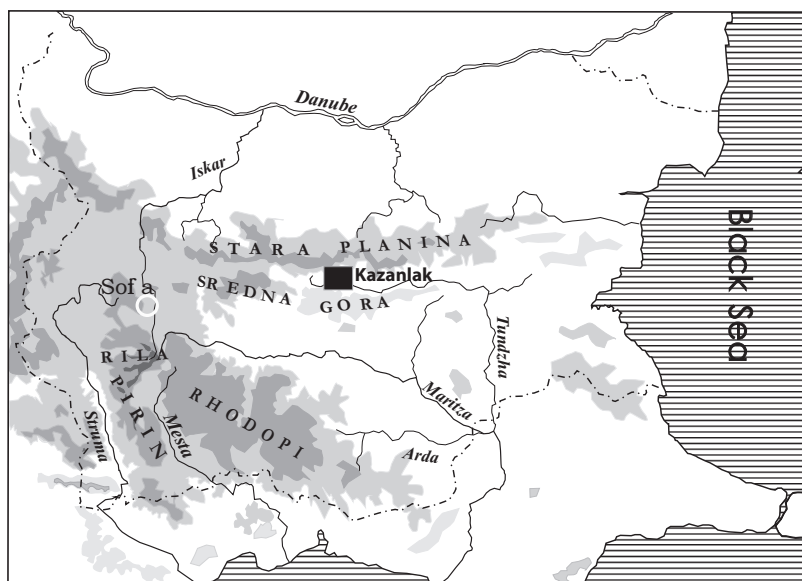 Danube
Iskar
Black Sea
STARA PLANINA
Kazanlak
SREDNA GORA
Sof a
Tundzha
RILA
PIRIN
RHODOPI
Maritza
Struma
Mesta
Arda